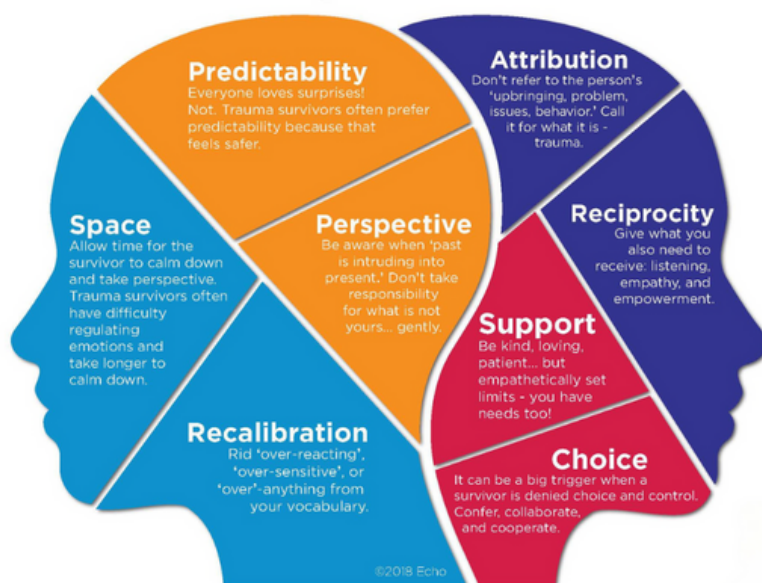 Predictability
Everyone loves surprises!
Not. Trauma survivors often prefer
predictability because that
feels safer.
Attribution
Don't refer to the person's
'upbringing, problem,
issues, behavior.' Call
it for what it is -
trauma.
Space
Allow time for the
survivor to calm down
and take perspective.
Trauma survivors often
have difficulty
regulating
emotions and
take longer to
calm down.
Perspective
Be aware when 'past
is intruding into
present.' Don't take
responsibility
for what is not
yours... gently.
Reciprocity
Give what you
also need to
receive: listening,
empathy, and
empowerment.
Support
Be kind, loving,
patient... but
empathetically set
limits - you have
needs too!
Recalibration
Rid 'over-reacting',
'over-sensitive', or
'over'-anything from
your vocabulary.
Choice
It can be a big trigger when a
survivor is denied choice and control.
Confer, collaborate,
and cooperate.
©2018 Echo